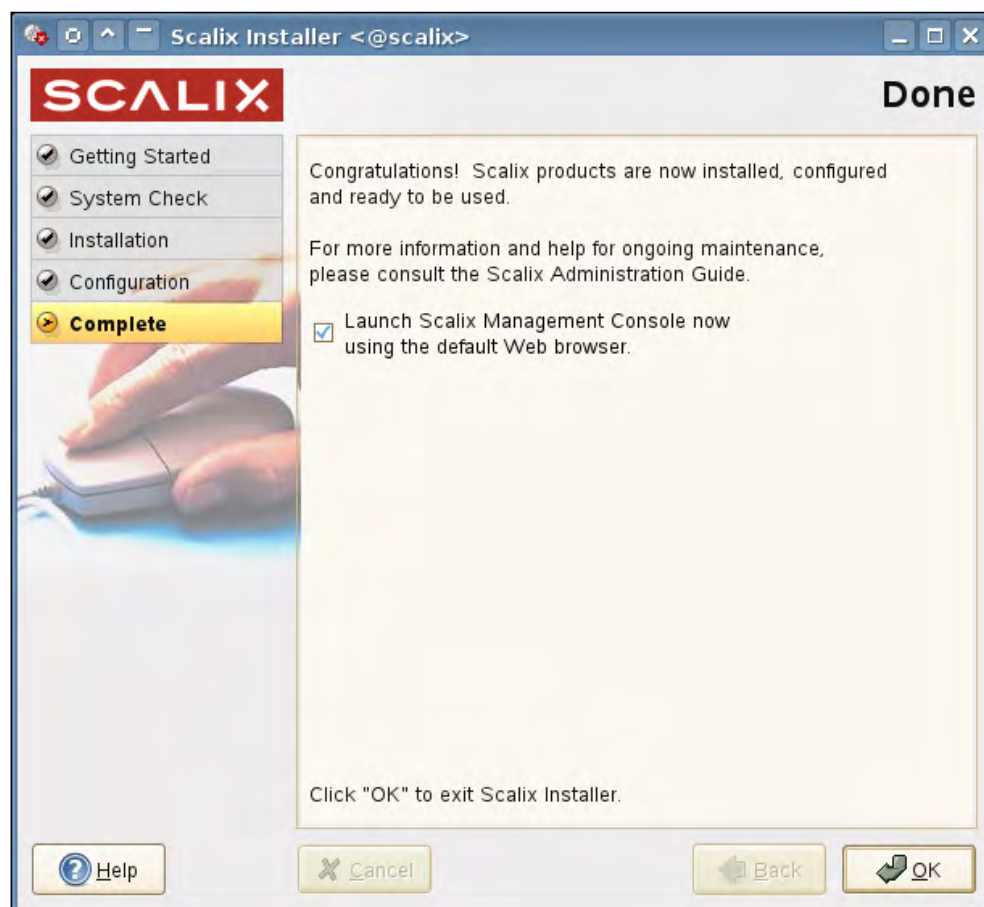 Scalix Installer <@scalix>
SCALIX
Done
Getting Started
System Check
Installation
Configuration
Complete
Congratulations! Scalix products are now installed, configured
and ready to be used.
For more information and help for ongoing maintenance,
please consult the Scalix Administration Guide.
Launch Scalix Management Console now
using the default Web browser.
Click "OK" to exit Scalix Installer.
Help
Cancel
Back
OK